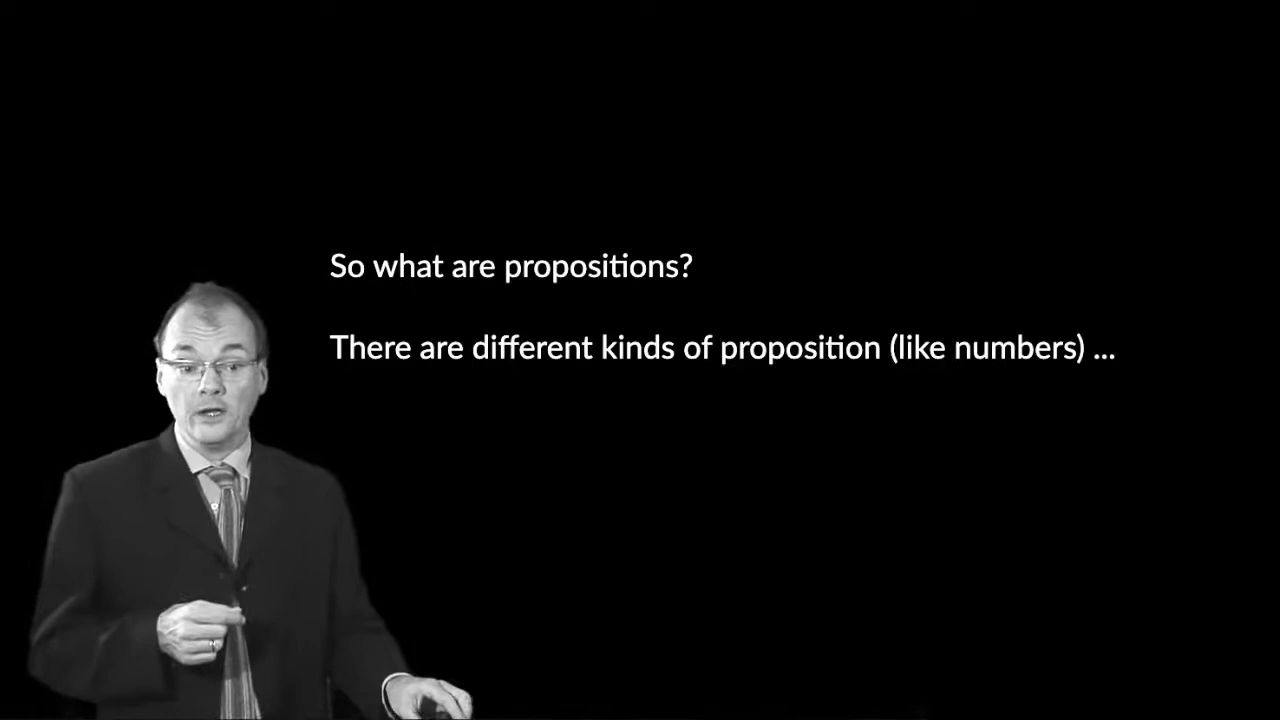 So what are propositions?
There are different kinds of proposition (like numbers) ...